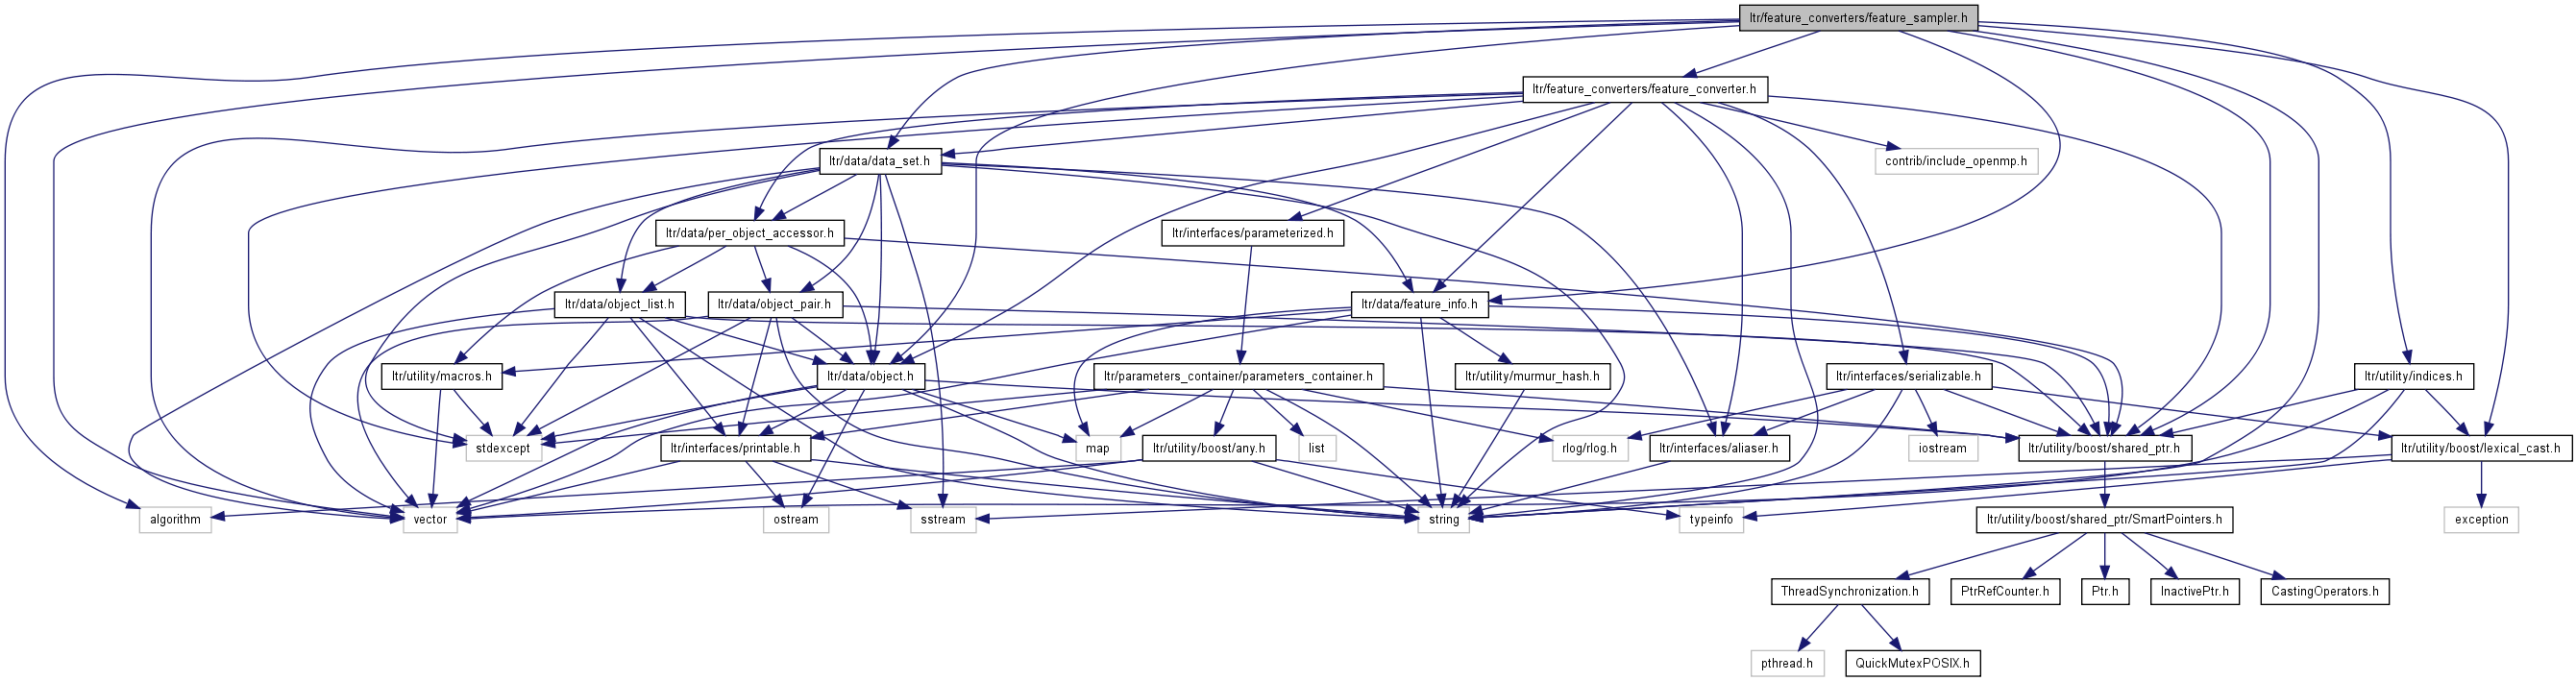 ltr/feature_converters/feature_sampler.h
ltr/feature_converters/feature_converter.h
ltr/data/data_set.h
contrib/include_openmp.h
ltr/data/per_object_accessor.h
ltr/interfaces/parameterized.h
ltr/data/object_list.h
ltr/data/object_pair.h
ltr/data/feature_info.h
ltr/utility/macros.h
ltr/data/object.h
ltr/parameters_container/parameters_container.h
ltr/utility/murmur_hash.h
ltr/interfaces/serializable.h
ltr/utility/indices.h
stdexcept
ltr/interfaces/printable.h
map
ltr/utility/boost/any.h
list
rlog/rlog.h
ltr/interfaces/aliaser.h
iostream
ltr/utility/boost/shared_ptr.h
ltr/utility/boost/lexical_cast.h
algorithm
vector
ostream
sstream
string
typeinfo
ltr/utility/boost/shared_ptr/SmartPointers.h
exception
ThreadSynchronization.h
PtrRefCounter.h
Ptr.h
InactivePtr.h
CastingOperators.h
pthread.h
QuickMutexPOSIX.h